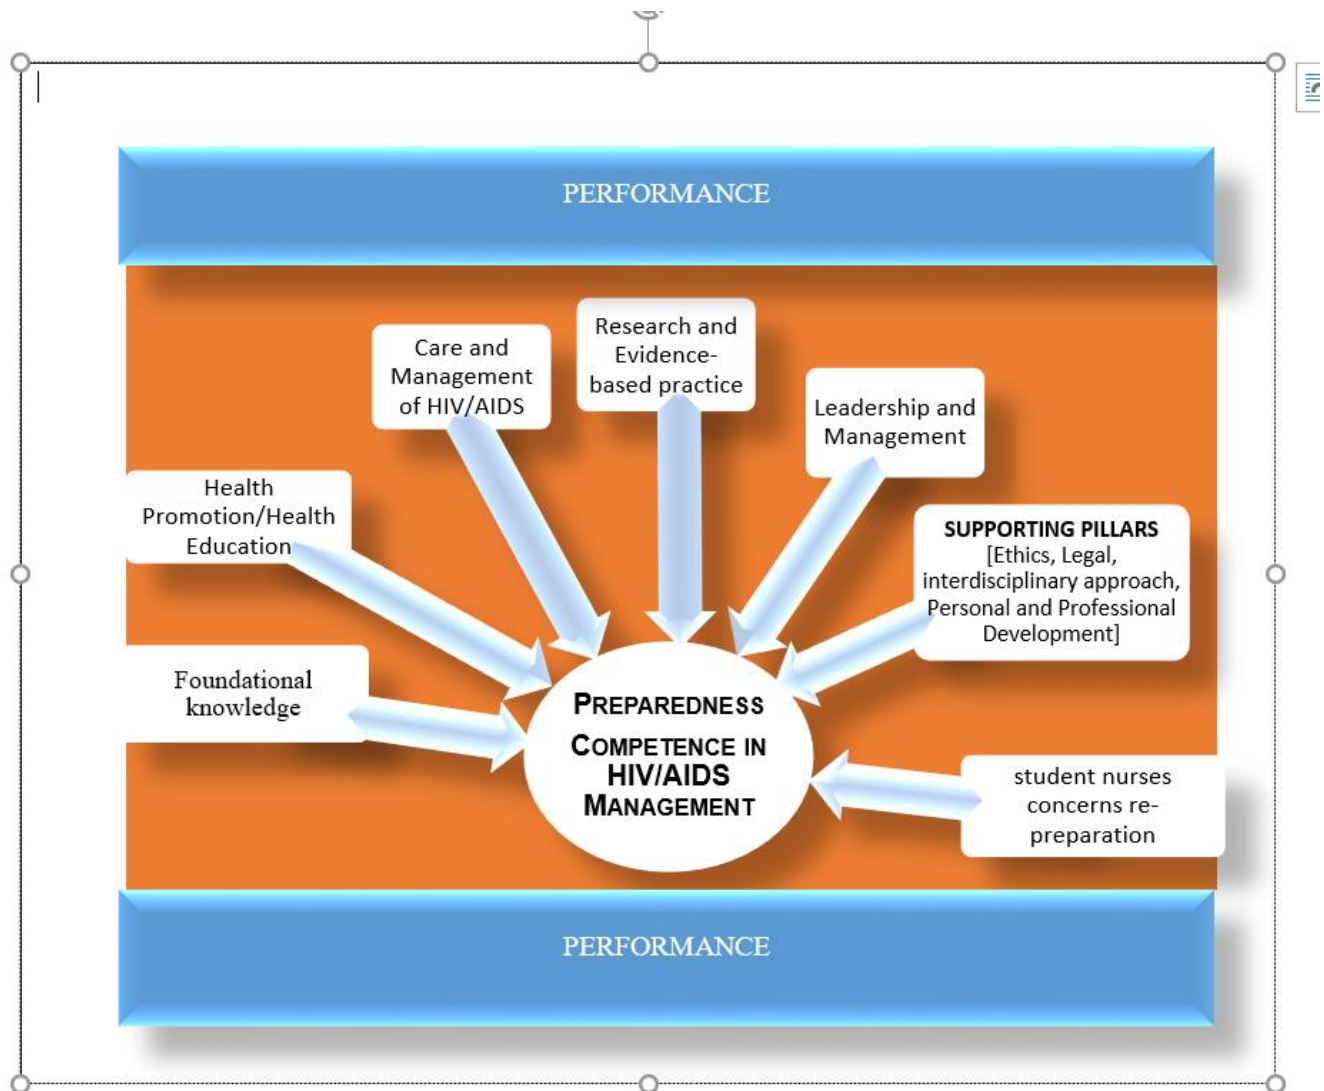 PERFORMANCE
Research and
Evidence-
based practice
Care and
Management
of HIV/AIDS
Leadership and
Management
Health
Promotion/Health
Education
SUPPORTING PILLARS
[Ethics, Legal,
interdisciplinary approach,
Personal and Professional
Development]
Foundational
knowledge
PREPAREDNESS
COMPETENCE IN
HIV/AIDS
MANAGEMENT
student nurses
concerns re-
preparation
PERFORMANCE